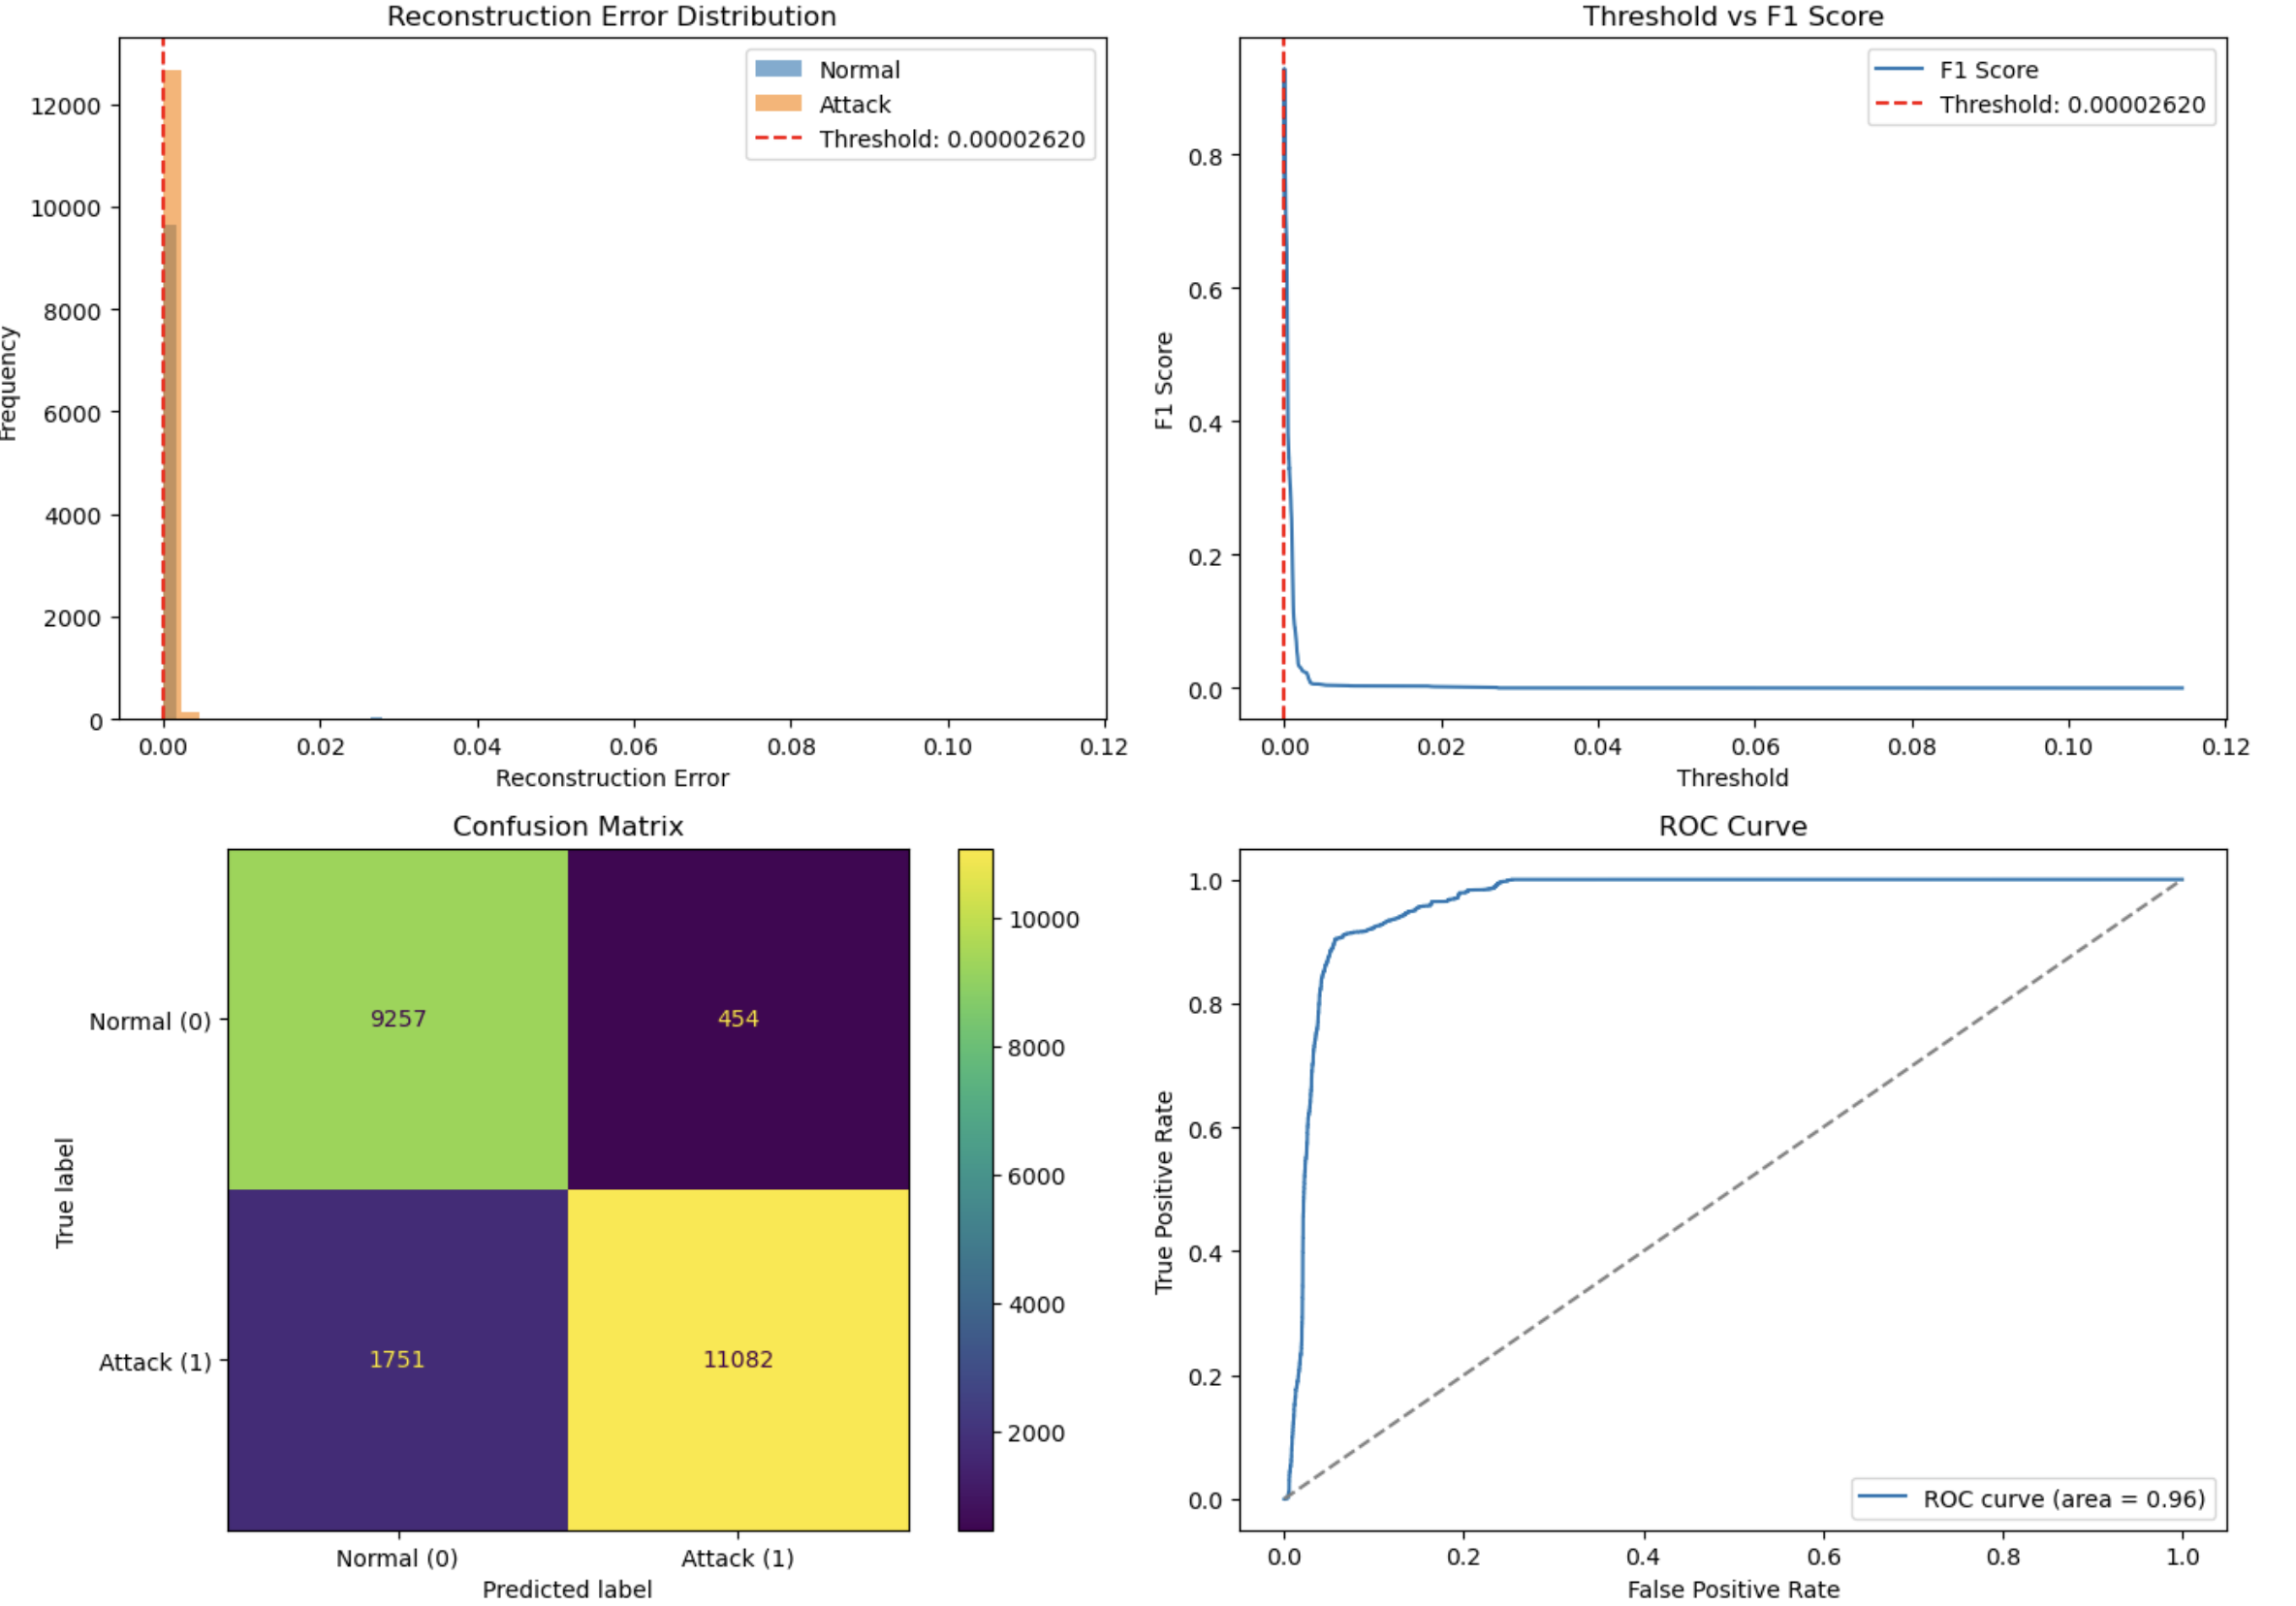 Reconstruction Error Distribution
Normal
Attack
Threshold: 0.00002620
12000
10000
8000
6000
4000
2000
0
Frequency
0.00 0.02 0.04 0.06 0.08 0.10 0.12
Reconstruction Error
Threshold vs F1 Score
F1 Score
Threshold: 0.00002620
0.8
0.6
0.4
0.2
0.0
F1 Score
0.00 0.02 0.04 0.06 0.08 0.10 0.12
Threshold
Confusion Matrix
Normal (0)
9257 454
Attack (1)
1751 11082
True label
Normal (0) Attack (1)
Predicted label
10000
8000
6000
4000
2000
ROC Curve
1.0
0.8
0.6
0.4
0.2
0.0
True Positive Rate
ROC curve (area = 0.96)
0.0 0.2 0.4 0.6 0.8 1.0
False Positive Rate